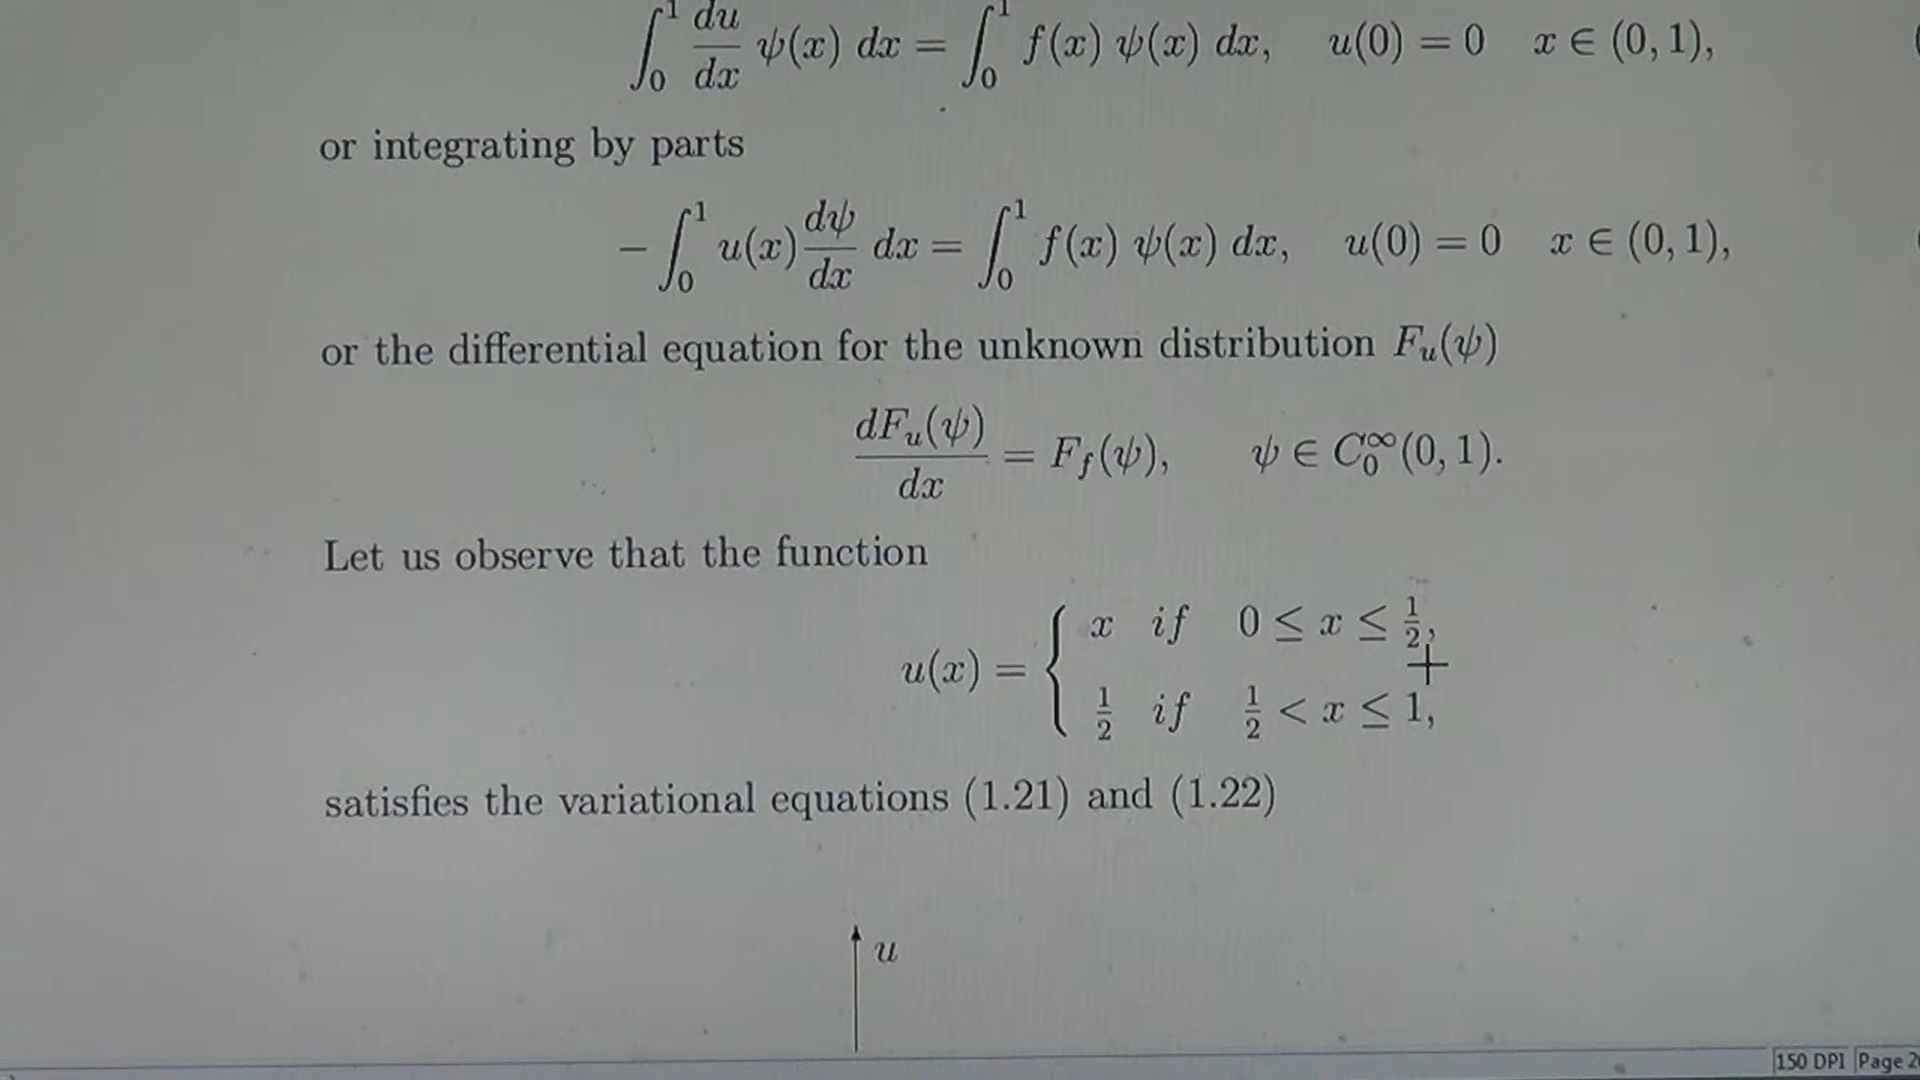 ∫₀¹ du/dx ψ(x) dx = ∫₀¹ f(x) ψ(x) dx, u(0) = 0 x ∈ (0, 1),
or integrating by parts
− ∫₀¹ u(x) dψ/dx dx = ∫₀¹ f(x) ψ(x) dx, u(0) = 0 x ∈ (0, 1),
or the differential equation for the unknown distribution Fᵤ(ψ)
dFᵤ(ψ)/dx = F_f(ψ), ψ ∈ C₀^∞(0, 1).
Let us observe that the function
u(x) = { x if 0 ≤ x ≤ 1/2,
1/2 if 1/2 < x ≤ 1,
satisfies the variational equations (1.21) and (1.22)
u
150 DPI Page